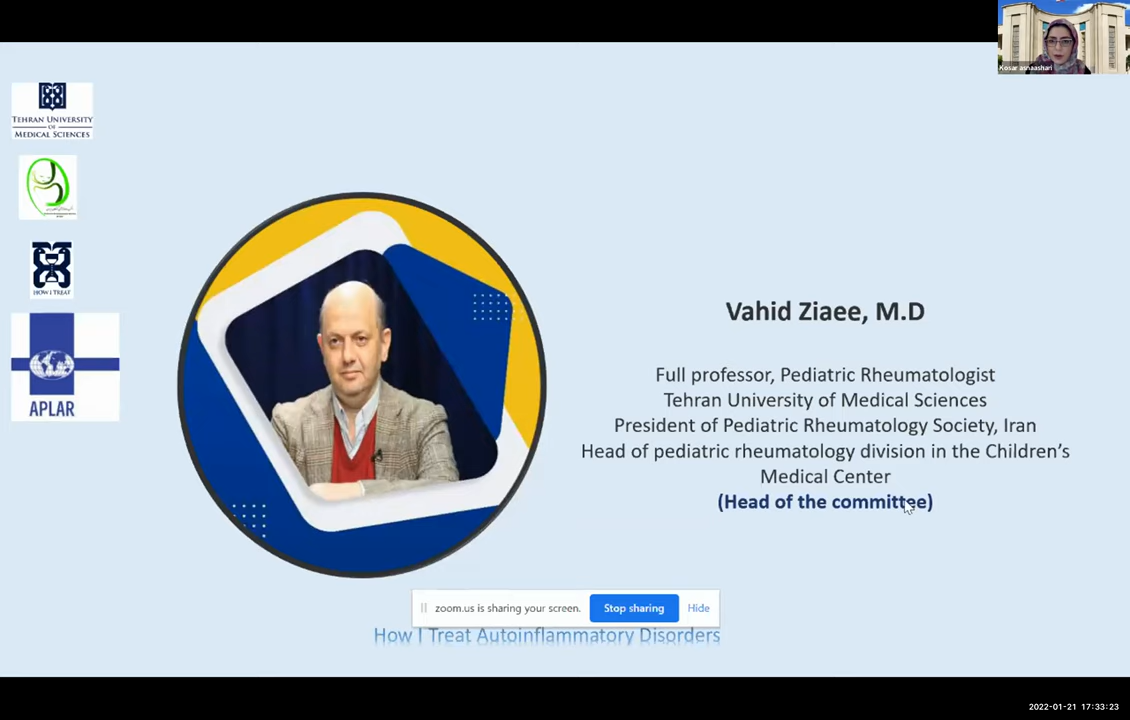 Kosar asnaashari
TEHRAN UNIVERSITY
OF
MEDICAL SCIENCES
HOW I TREAT
APLAR
Vahid Ziaee, M.D
Full professor, Pediatric Rheumatologist
Tehran University of Medical Sciences
President of Pediatric Rheumatology Society, Iran
Head of pediatric rheumatology division in the Children's
Medical Center
(Head of the committee)
zoom.us is sharing your screen.
Stop sharing
Hide
How I Treat Autoinflammatory Disorders
2022-01-21 17:33:23